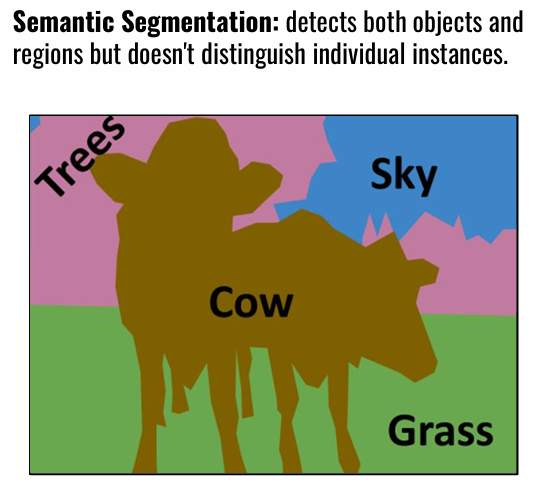 Semantic Segmentation: detects both objects and
regions but doesn't distinguish individual instances.
Trees
Sky
Cow
Grass